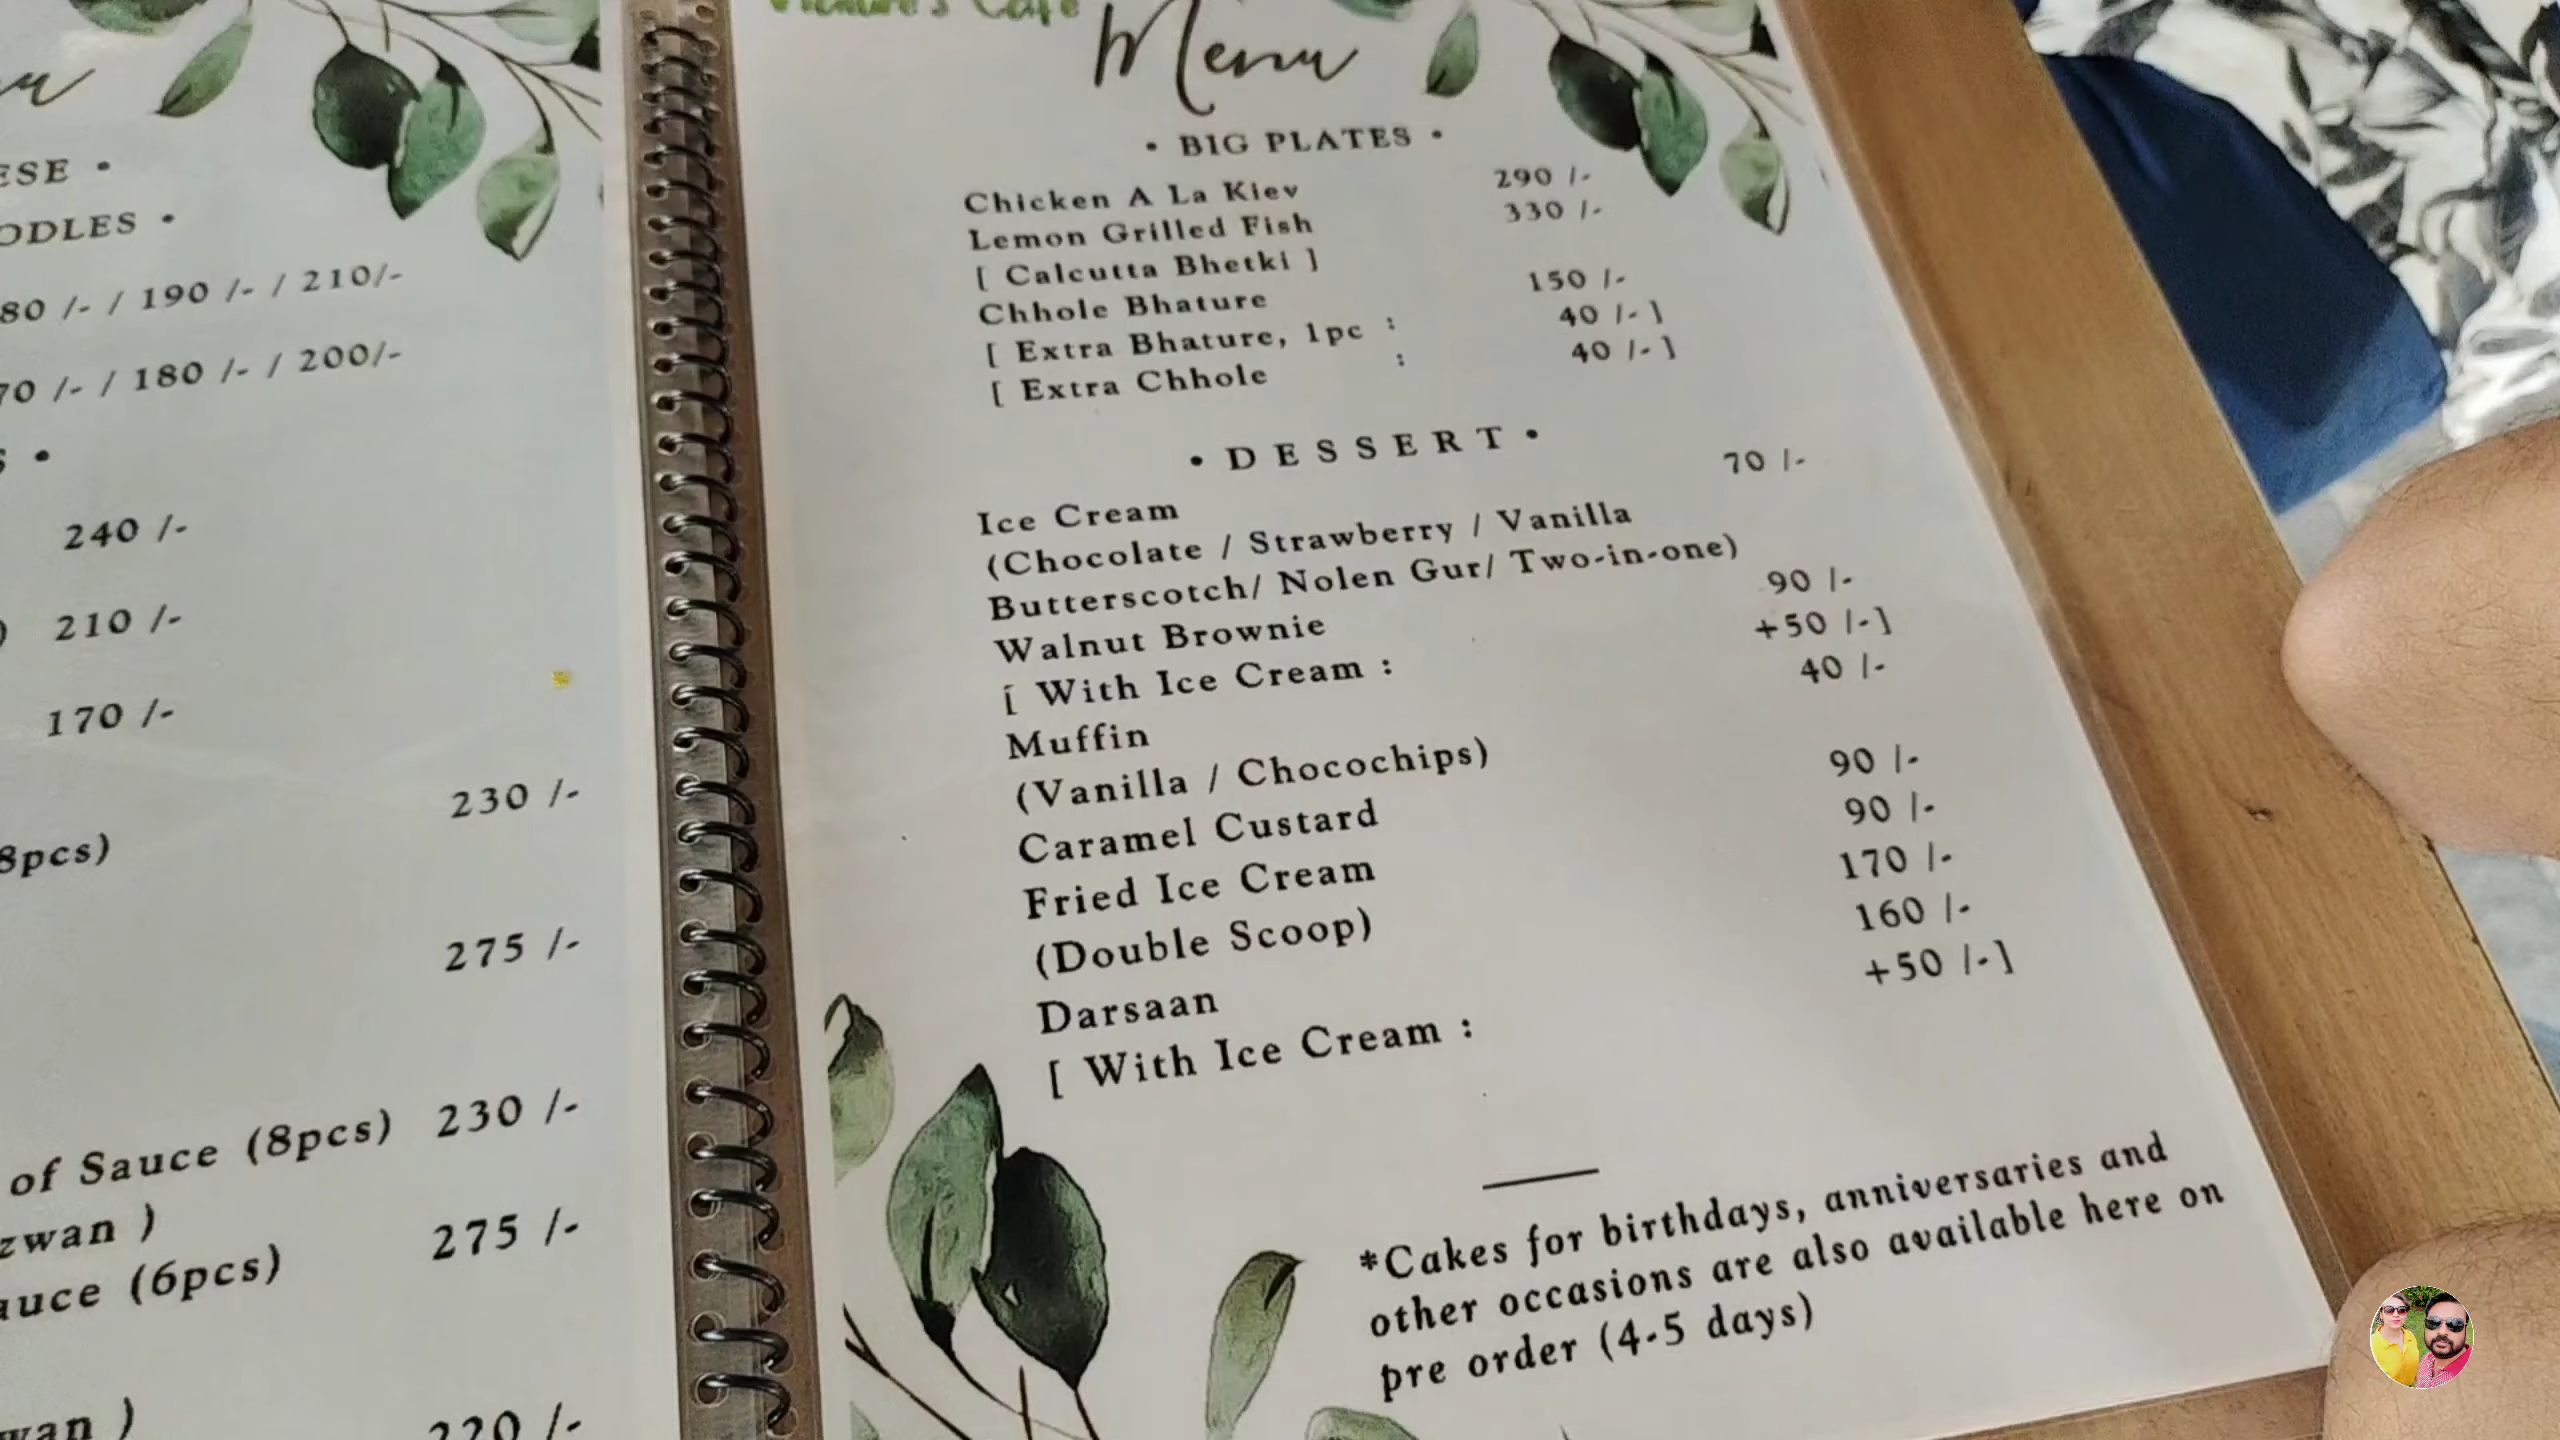 ESE •
ODLES •
80 /- / 190 /- / 210/-
70 /- / 180 /- / 200/-
S •
240 /-
) 210 /-
170 /-
230 /-
8pcs)
275 /-
of Sauce (8pcs) 230 /-
zwan )
auce (6pcs) 275 /-
wan ) 220 /-
Café
Menu
• BIG PLATES •
Chicken A La Kiev 290 /-
Lemon Grilled Fish 330 /-
[ Calcutta Bhetki ]
Chhole Bhature 150 /-
[ Extra Bhature, 1pc : 40 /- ]
[ Extra Chhole : 40 /- ]
• DESSERT •
Ice Cream 70 /-
(Chocolate / Strawberry / Vanilla
Butterscotch/ Nolen Gur/ Two-in-one)
Walnut Brownie 90 /-
[ With Ice Cream : +50 /-]
Muffin 40 /-
(Vanilla / Chocochips)
Caramel Custard 90 /-
Fried Ice Cream 90 /-
(Double Scoop) 170 /-
Darsaan 160 /-
[ With Ice Cream : +50 /-]
*Cakes for birthdays, anniversaries and
other occasions are also available here on
pre order (4-5 days)